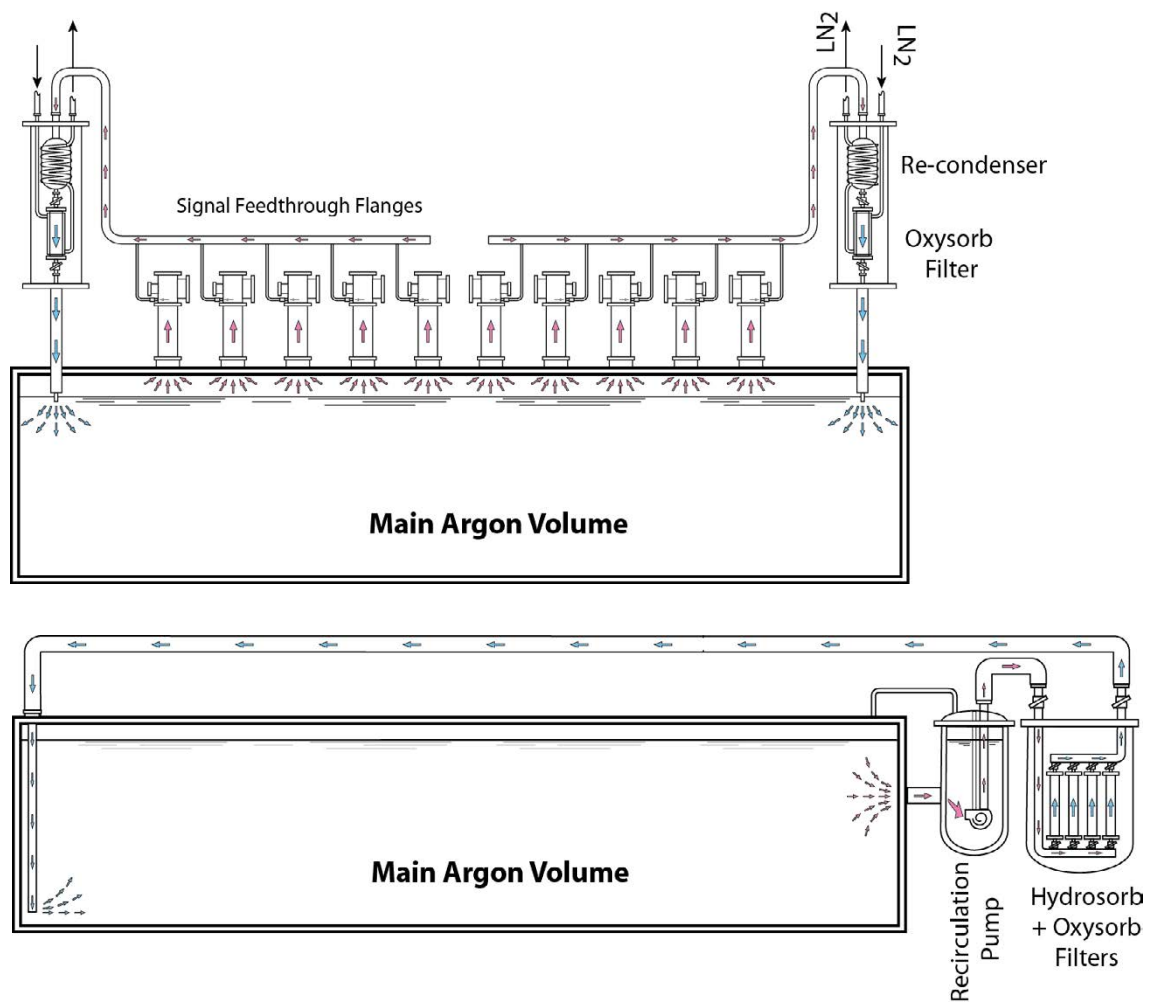 LN2
LN2
Re-condenser
Signal Feedthrough Flanges
Oxysorb
Filter
Main Argon Volume
Main Argon Volume
Recirculation
Pump
Hydrosorb
+ Oxysorb
Filters